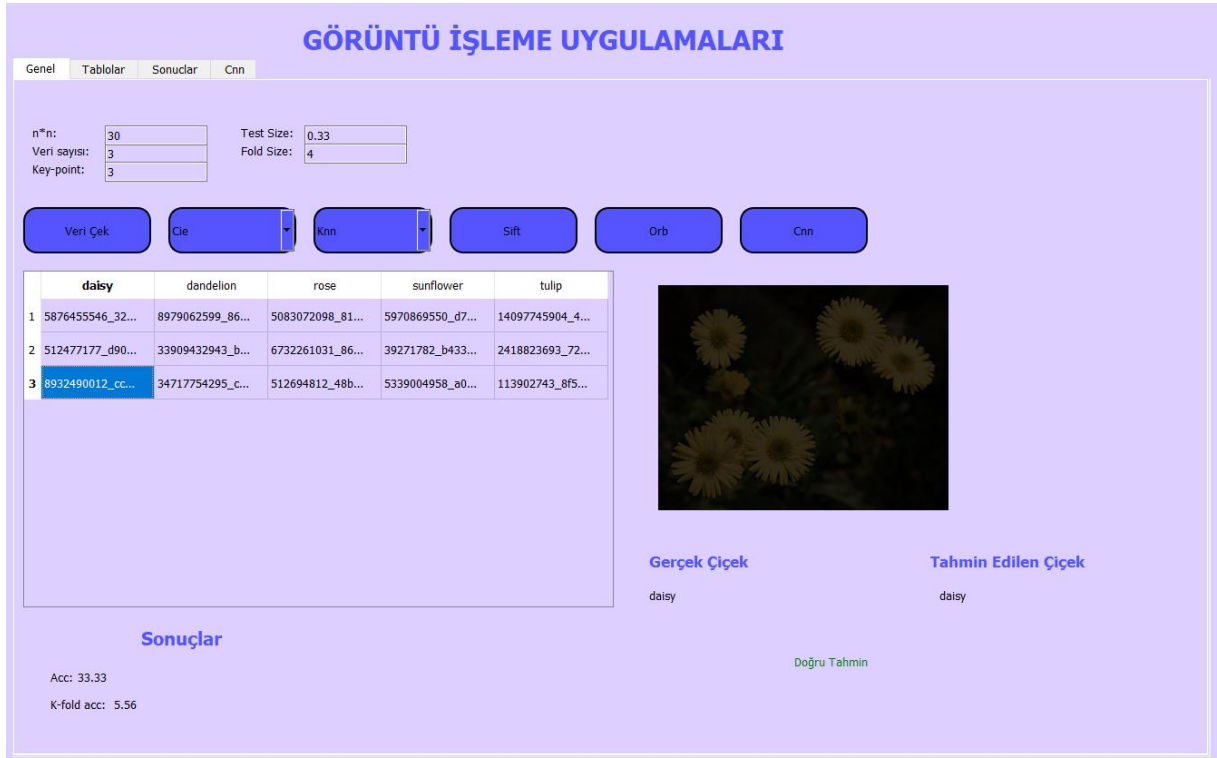 GÖRÜNTÜ İŞLEME UYGULAMALARI
Genel Tablolar Sonuclar Cnn
n*n: 30 Test Size: 0.33
Veri sayısı: 3 Fold Size: 4
Key-point: 3
Veri Çek Cie Knn Sift Orb Cnn
daisy dandelion rose sunflower tulip
1 5876455546_32... 8979062599_86... 5083072098_81... 5970869550_d7... 14097745904_4...
2 512477177_d90... 33909432943_b... 6732261031_86... 39271782_b433... 2418823693_72...
3 8932490012_cc... 34717754295_c... 512694812_48b... 5339004958_a0... 113902743_8f5...
Gerçek Çiçek Tahmin Edilen Çiçek
daisy daisy
Sonuçlar
Doğru Tahmin
Acc: 33.33
K-fold acc: 5.56